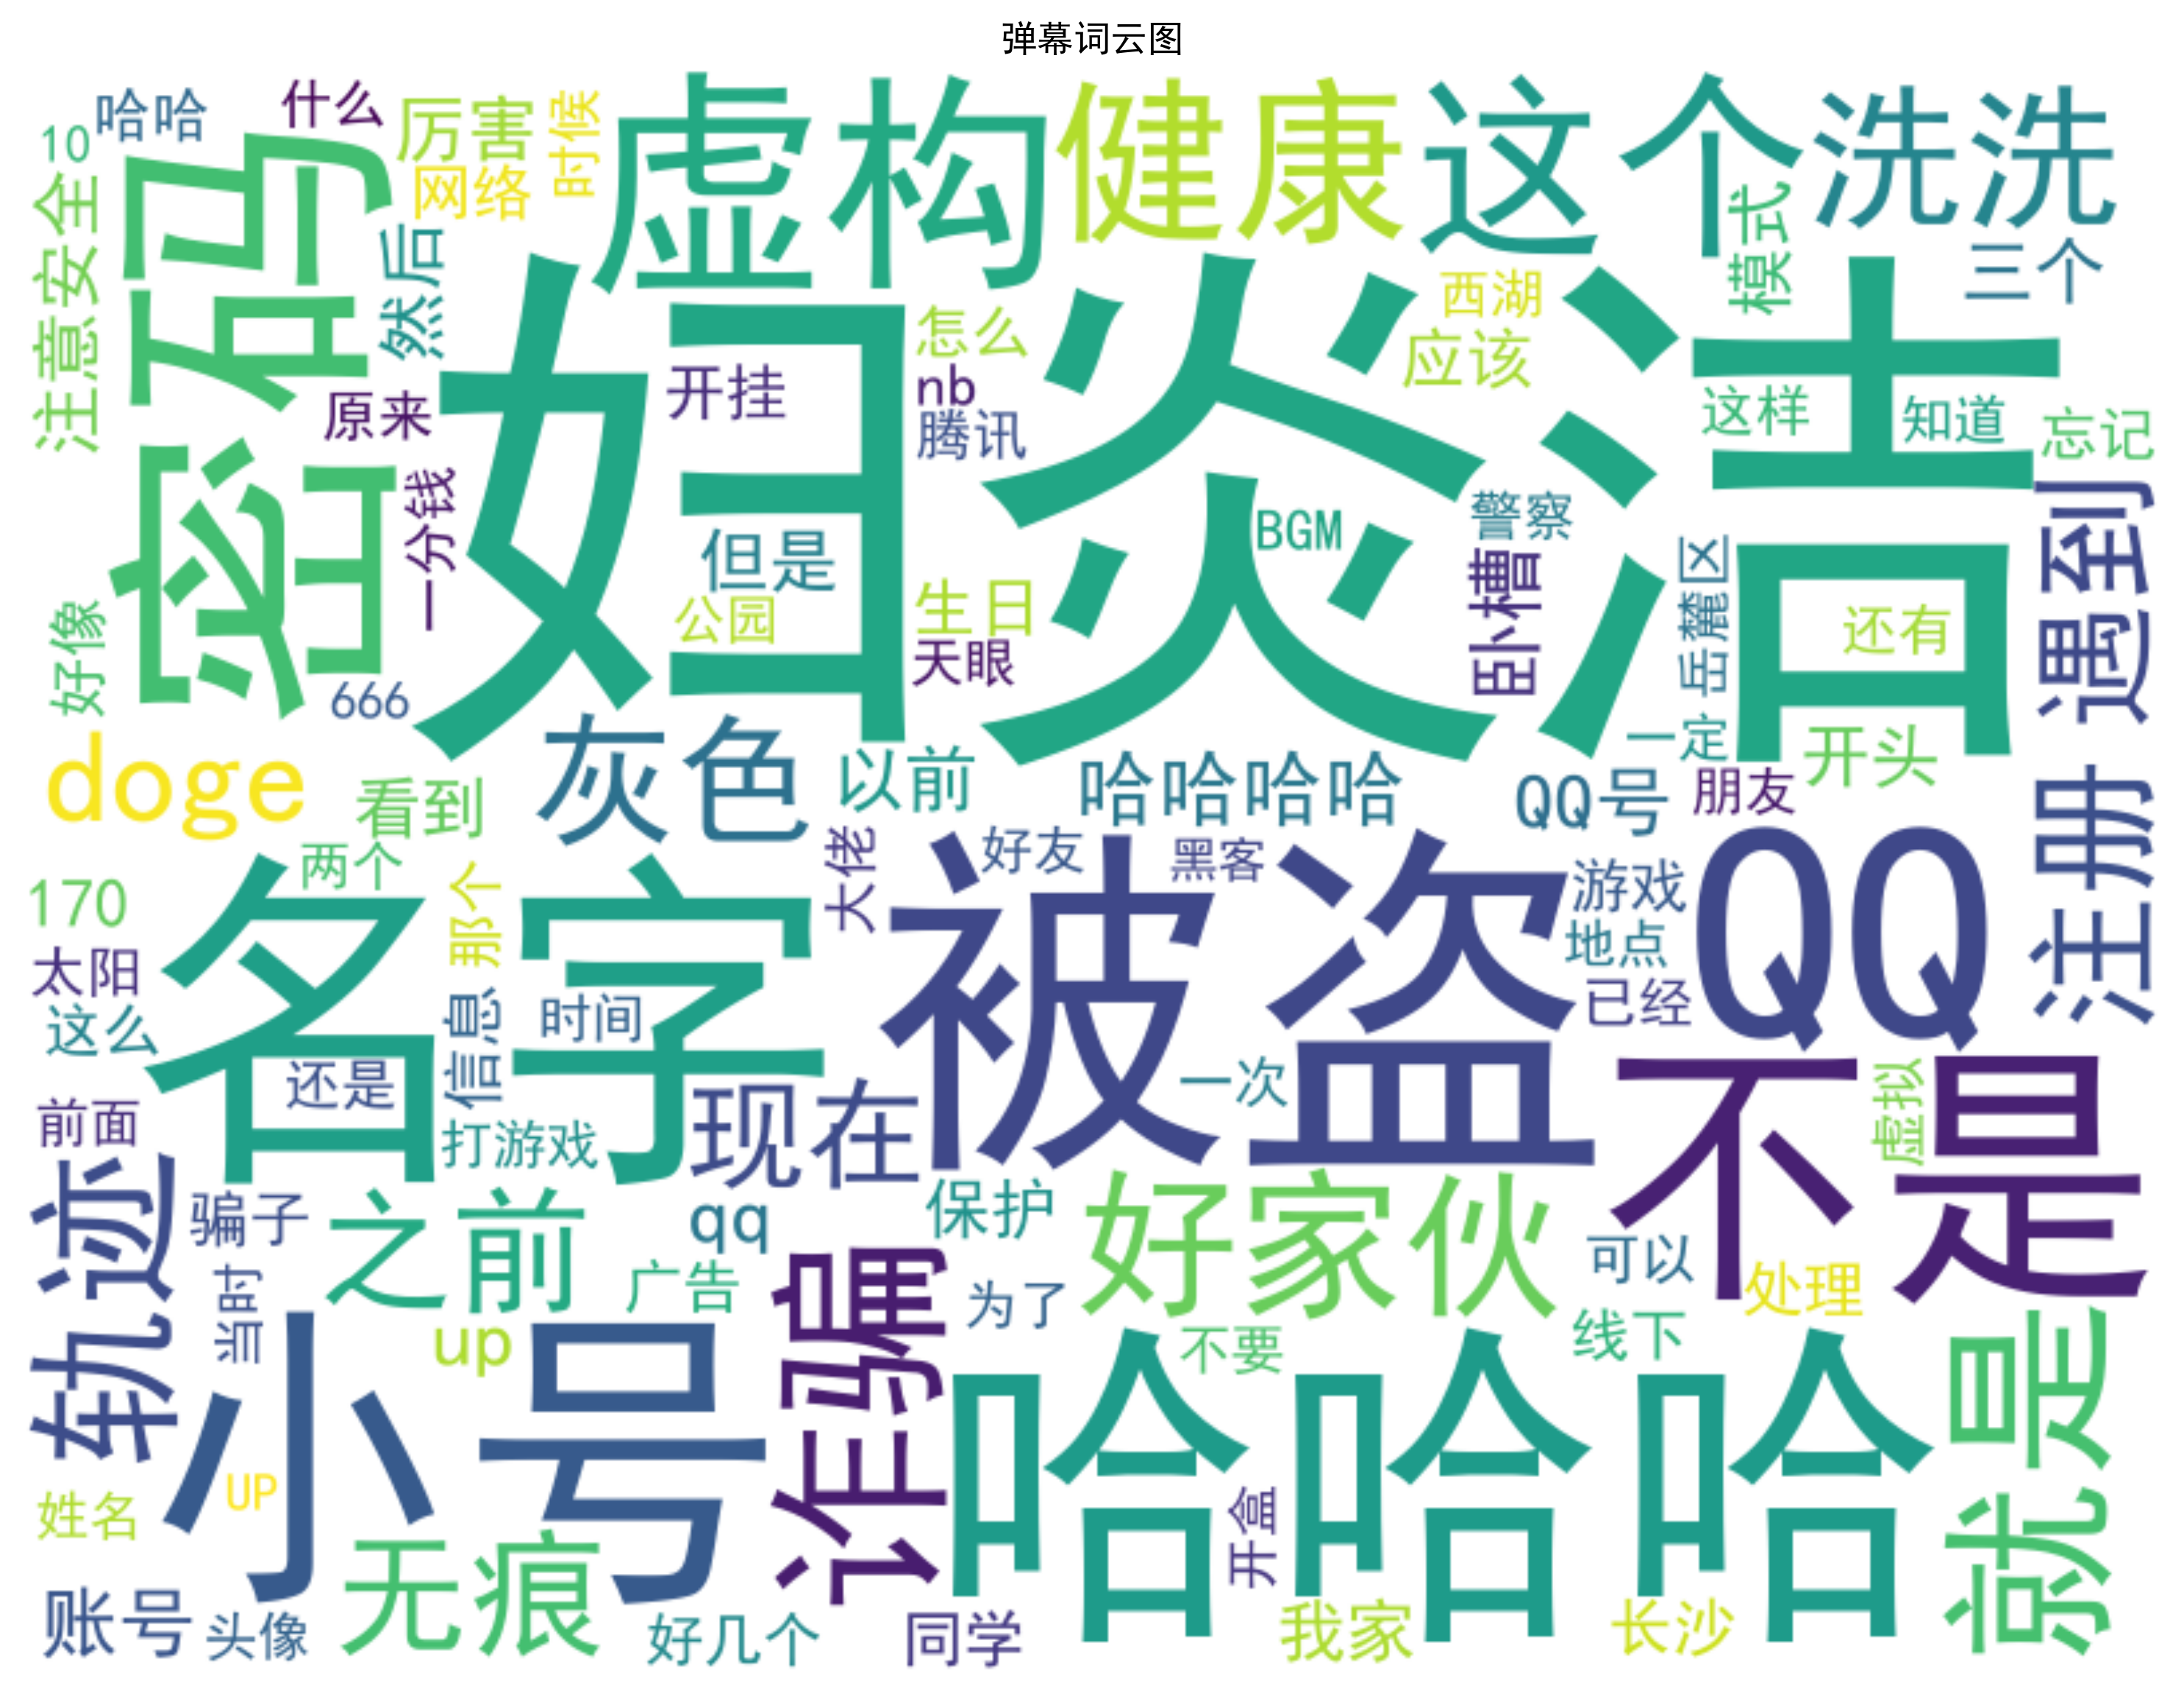 弹幕词云图
哈哈
什么
厉害
时候
虚构
健康
这个
洗洗
10
网络
密码
注意安全
然后
模式
三个
妲炎洁
西湖
怎么
应该
开挂
nb
原来
腾讯
这样
知道
忘记
一分钱
BGM
警察
遇到
但是
卧槽
岳麓区
公园
生日
还有
好像
天眼
666
一定
开头
doge
看到
灰色
以前
哈哈哈哈
QQ号
朋友
注册
两个
大佬
好友
黑客
游戏
QQ
170
那个
名字
被盗
地点
太阳
已经
这么
信息
时间
还是
现在
一次
不是
虚拟
前面
打游戏
轨迹
骗子
之前
qq
保护
好家伙
可以
处理
当时
广告
诈骗
为了
up
不要
线下
就是
小号
哈哈哈
姓名
UP
开盒
无痕
账号
头像
好几个
同学
我家
长沙